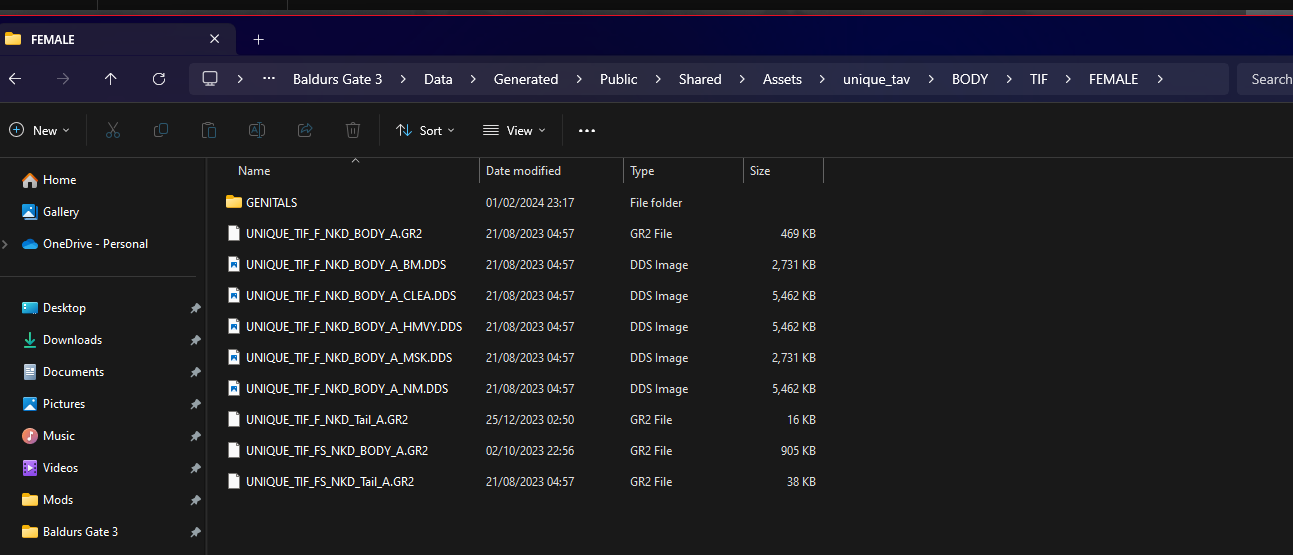 FEMALE
Baldurs Gate 3 > Data > Generated > Public > Shared > Assets > unique_tav > BODY > TIF > FEMALE >
Search
New
Sort
View
Name Date modified Type Size
Home
Gallery
OneDrive - Personal
Desktop
Downloads
Documents
Pictures
Music
Videos
Mods
Baldurs Gate 3
GENITALS 01/02/2024 23:17 File folder
UNIQUE_TIF_F_NKD_BODY_A.GR2 21/08/2023 04:57 GR2 File 469 KB
UNIQUE_TIF_F_NKD_BODY_A_BM.DDS 21/08/2023 04:57 DDS Image 2,731 KB
UNIQUE_TIF_F_NKD_BODY_A_CLEA.DDS 21/08/2023 04:57 DDS Image 5,462 KB
UNIQUE_TIF_F_NKD_BODY_A_HMVY.DDS 21/08/2023 04:57 DDS Image 5,462 KB
UNIQUE_TIF_F_NKD_BODY_A_MSK.DDS 21/08/2023 04:57 DDS Image 2,731 KB
UNIQUE_TIF_F_NKD_BODY_A_NM.DDS 21/08/2023 04:57 DDS Image 5,462 KB
UNIQUE_TIF_F_NKD_Tail_A.GR2 25/12/2023 02:50 GR2 File 16 KB
UNIQUE_TIF_FS_NKD_BODY_A.GR2 02/10/2023 22:56 GR2 File 905 KB
UNIQUE_TIF_FS_NKD_Tail_A.GR2 21/08/2023 04:57 GR2 File 38 KB